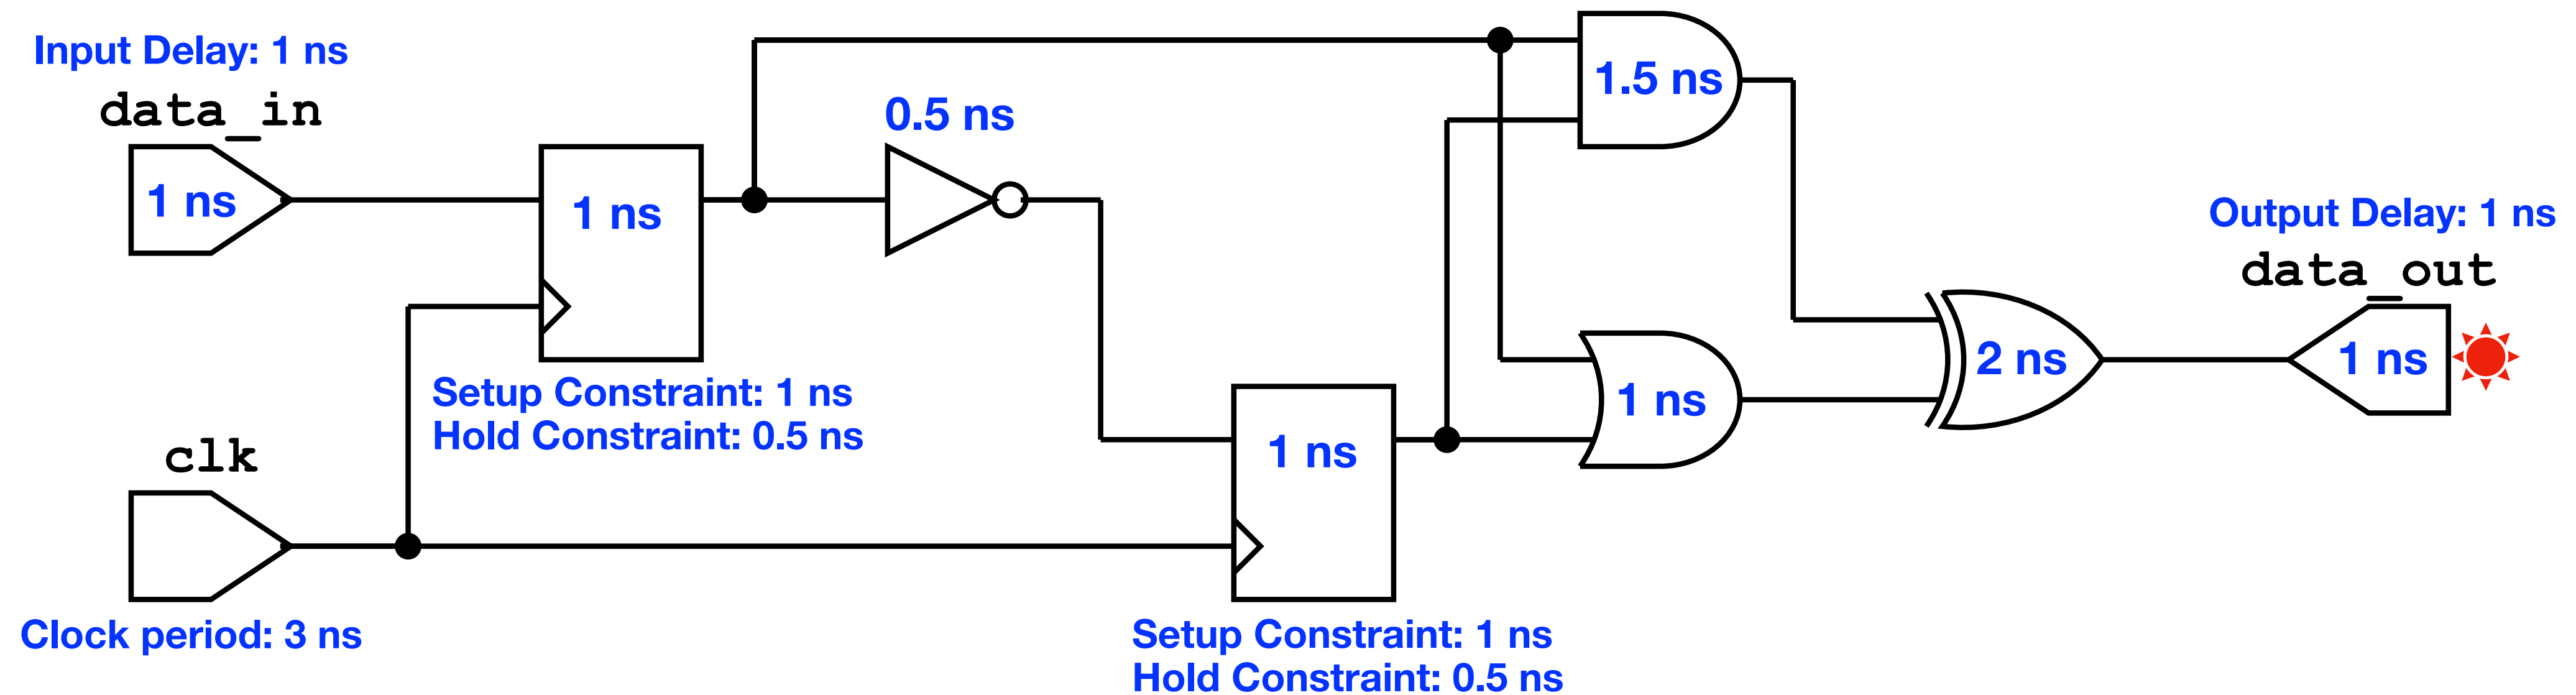 Input Delay: 1 ns
data_in
1 ns
1 ns
0.5 ns
1.5 ns
Setup Constraint: 1 ns
Hold Constraint: 0.5 ns
clk
Clock period: 3 ns
1 ns
Setup Constraint: 1 ns
Hold Constraint: 0.5 ns
1 ns
2 ns
Output Delay: 1 ns
data_out
1 ns